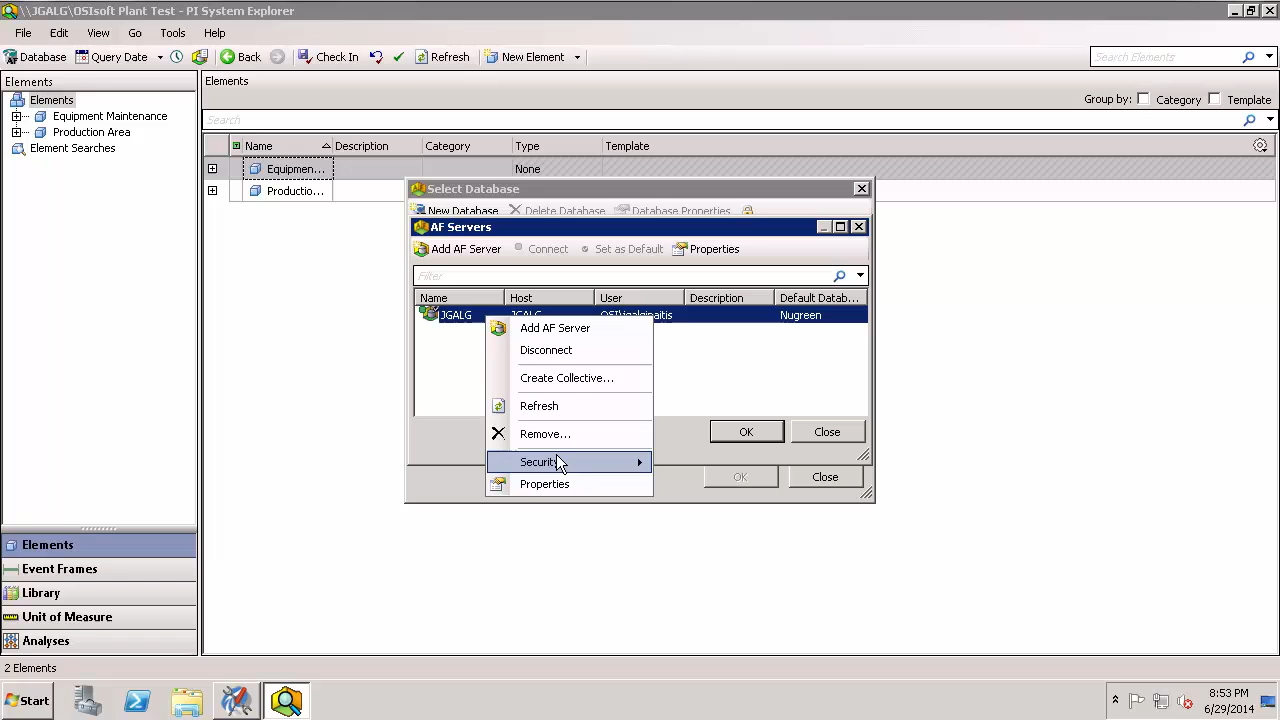 \\JGALG\OSIsoft Plant Test - PI System Explorer
File Edit View Go Tools Help
Database Query Date Back Check In Refresh New Element Search Elements
Elements
Elements
Equipment Maintenance
Production Area
Element Searches
Elements
Group by: Category Template
Search
Name Description Category Type Template
Equipmen... None
Productio...
Select Database
New Database Delete Database Database Properties
AF Servers
Add AF Server Connect Set as Default Properties
Filter
Name Host User Description Default Datab...
JGALG JGALG OSI\jgalginaitis Nugreen
Add AF Server
Disconnect
Create Collective...
Refresh
Remove...
Security
Properties
OK Close
OK Close
Elements
Event Frames
Library
Unit of Measure
Analyses
2 Elements
Start
8:53 PM
6/29/2014